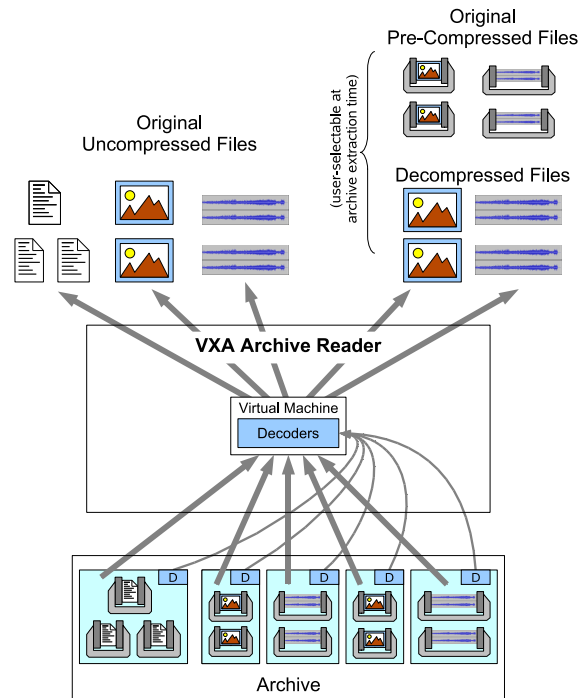 Original
Pre-Compressed Files
(user-selectable at
archive extraction time)
Original
Uncompressed Files
Decompressed Files
VXA Archive Reader
Virtual Machine
Decoders
D
D
D
D
D
Archive